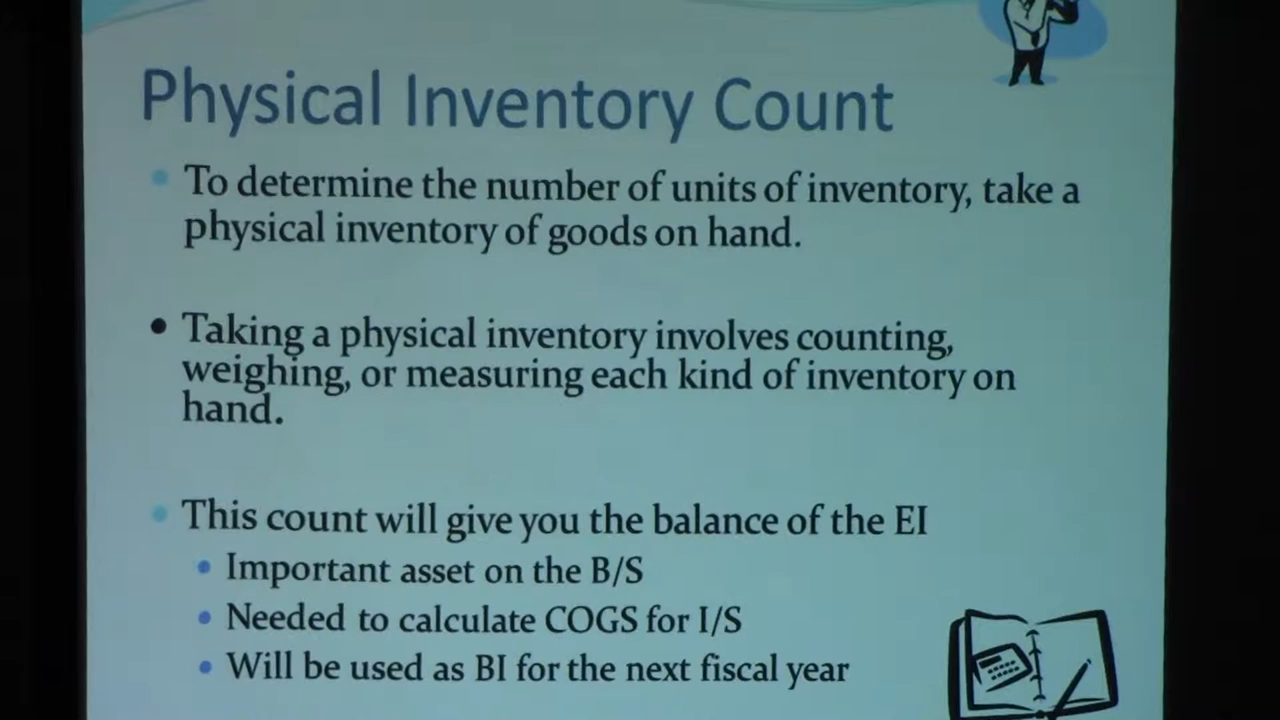 Physical Inventory Count
• To determine the number of units of inventory, take a
physical inventory of goods on hand.
• Taking a physical inventory involves counting,
weighing, or measuring each kind of inventory on
hand.
• This count will give you the balance of the EI
• Important asset on the B/S
• Needed to calculate COGS for I/S
• Will be used as BI for the next fiscal year